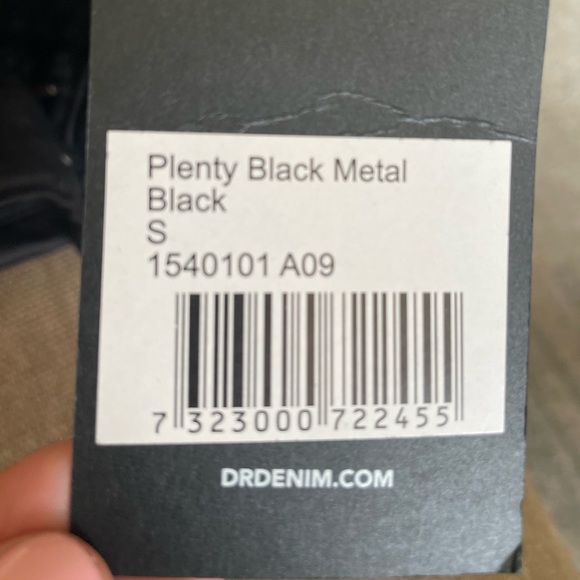 Plenty Black Metal
Black
S
1540101 A09
7 323000 722455
DRDENIM.COM